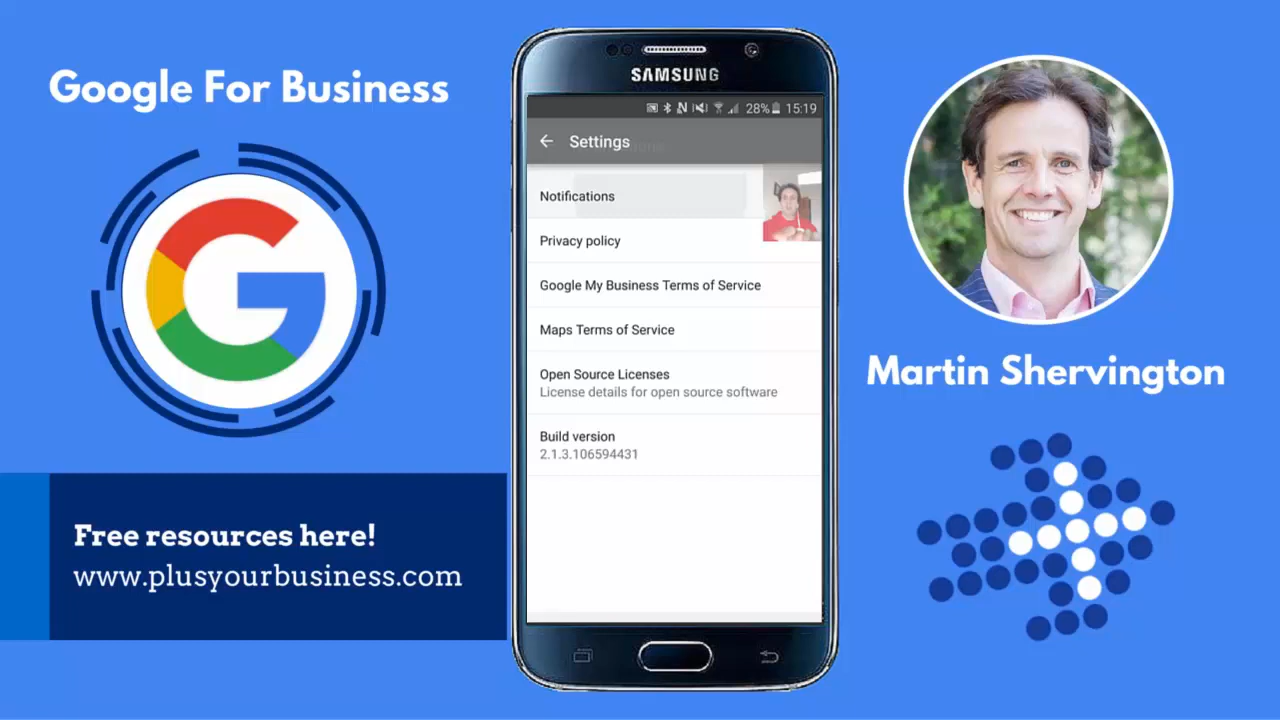 Google For Business
SAMSUNG
28% 15:19
Settings
Notifications
Privacy policy
Google My Business Terms of Service
Maps Terms of Service
Open Source Licenses
License details for open source software
Build version
2.1.3.106594431
Martin Shervington
Free resources here!
www.plusyourbusiness.com